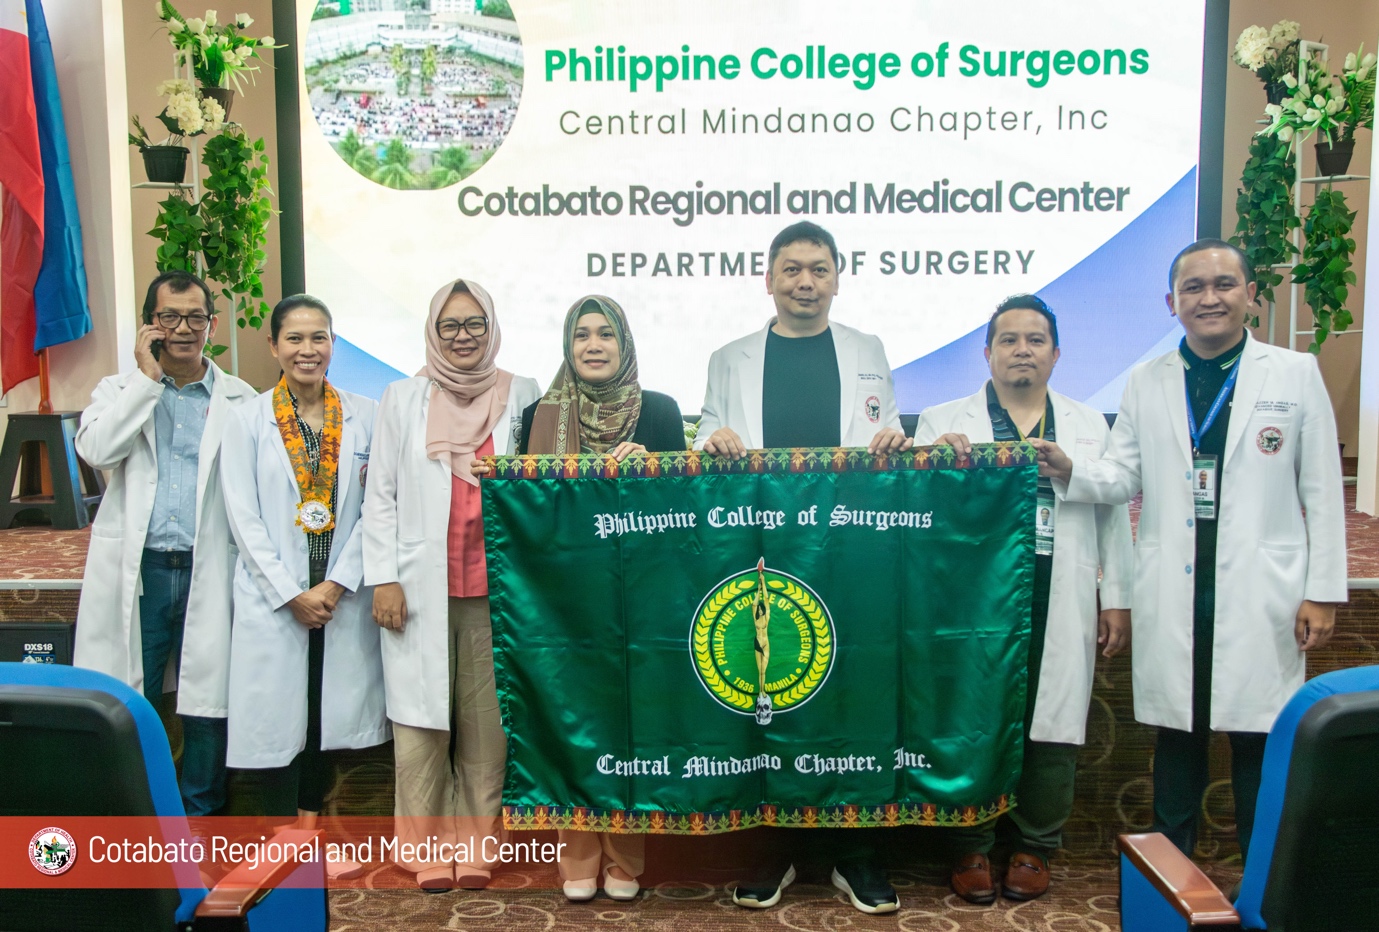 Philippine College of Surgeons
Central Mindanao Chapter, Inc
Cotabato Regional and Medical Center
DEPARTME OF SURGERY
Philippine College of Surgeons
PHILIPPINE COLLEGE OF SURGEONS
1936 MANILA
Central Mindanao Chapter, Inc.
DXS18
Cotabato Regional and Medical Center